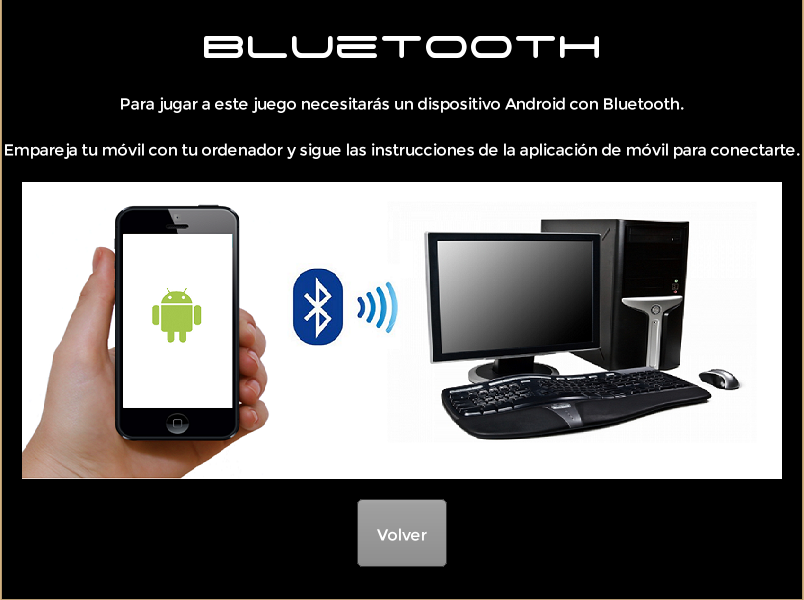 BLUETOOTH
Para jugar a este juego necesitarás un dispositivo Android con Bluetooth.
Empareja tu móvil con tu ordenador y sigue las instrucciones de la aplicación de móvil para conectarte.
Volver